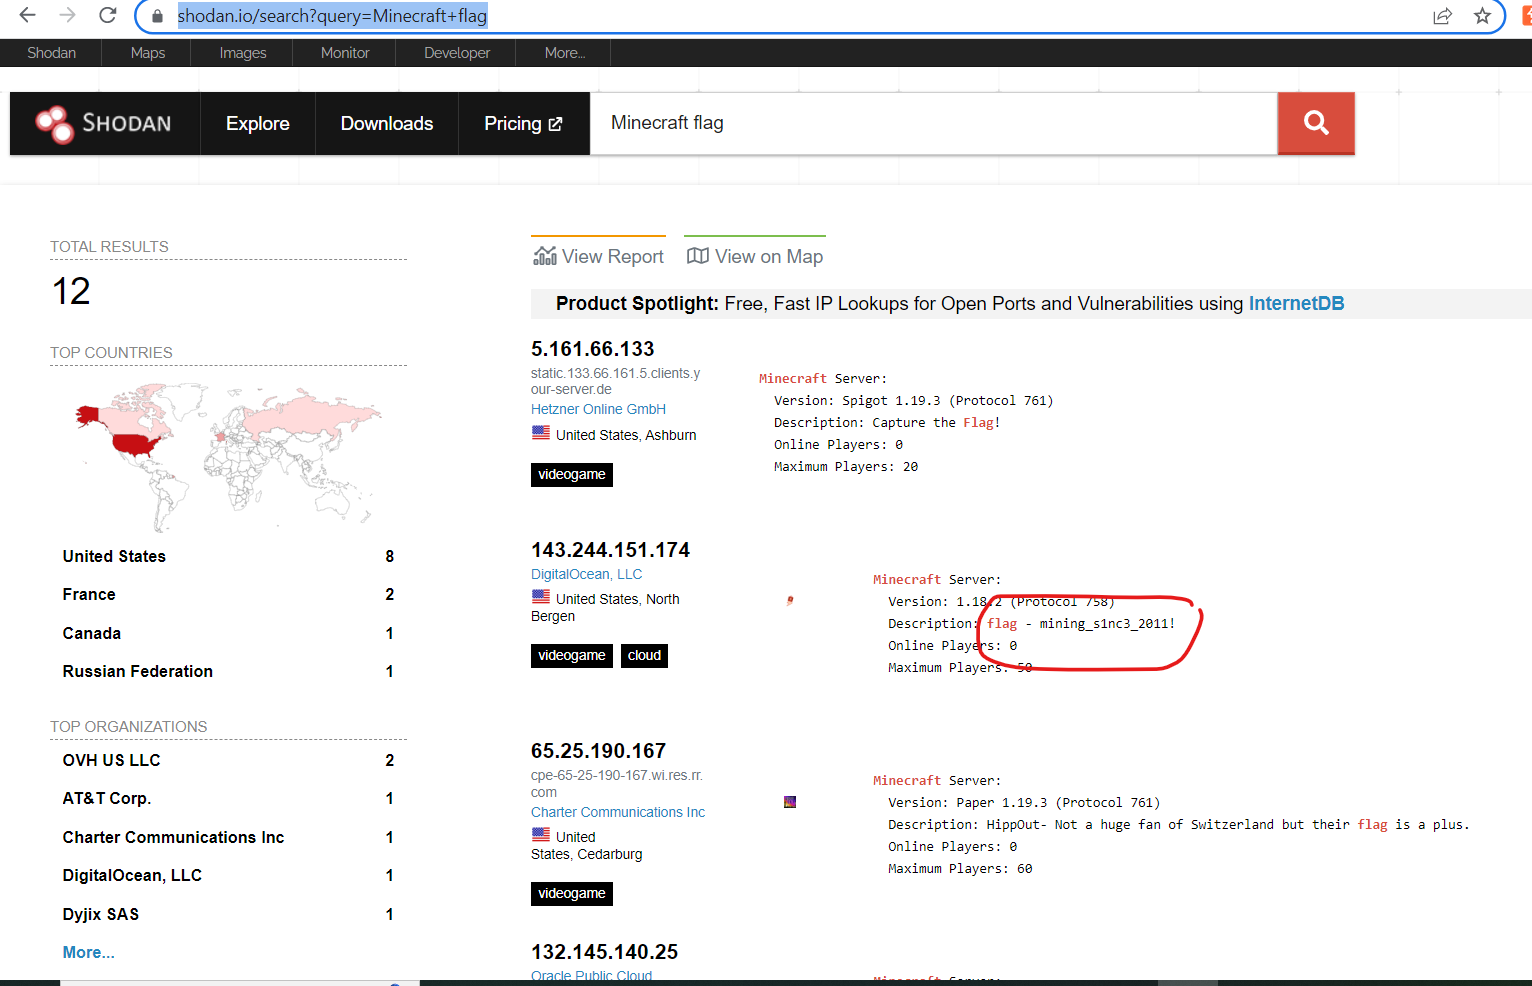 shodan.io/search?query=Minecraft+flag
Shodan Maps Images Monitor Developer More...
SHODAN Explore Downloads Pricing Minecraft flag
TOTAL RESULTS
12
TOP COUNTRIES
United States 8
France 2
Canada 1
Russian Federation 1
TOP ORGANIZATIONS
OVH US LLC 2
AT&T Corp. 1
Charter Communications Inc 1
DigitalOcean, LLC 1
Dyjix SAS 1
More...
View Report View on Map
Product Spotlight: Free, Fast IP Lookups for Open Ports and Vulnerabilities using InternetDB
5.161.66.133
static.133.66.161.5.clients.y
our-server.de
Hetzner Online GmbH
United States, Ashburn
videogame
Minecraft Server:
Version: Spigot 1.19.3 (Protocol 761)
Description: Capture the Flag!
Online Players: 0
Maximum Players: 20
143.244.151.174
DigitalOcean, LLC
United States, North
Bergen
videogame cloud
Minecraft Server:
Version: 1.18.2 (Protocol 758)
Description: flag - mining_s1nc3_2011!
Online Players: 0
Maximum Players: 50
65.25.190.167
cpe-65-25-190-167.wi.res.rr.
com
Charter Communications Inc
United
States, Cedarburg
videogame
Minecraft Server:
Version: Paper 1.19.3 (Protocol 761)
Description: HippOut- Not a huge fan of Switzerland but their flag is a plus.
Online Players: 0
Maximum Players: 60
132.145.140.25
Oracle Public Cloud
Minecraft Server: